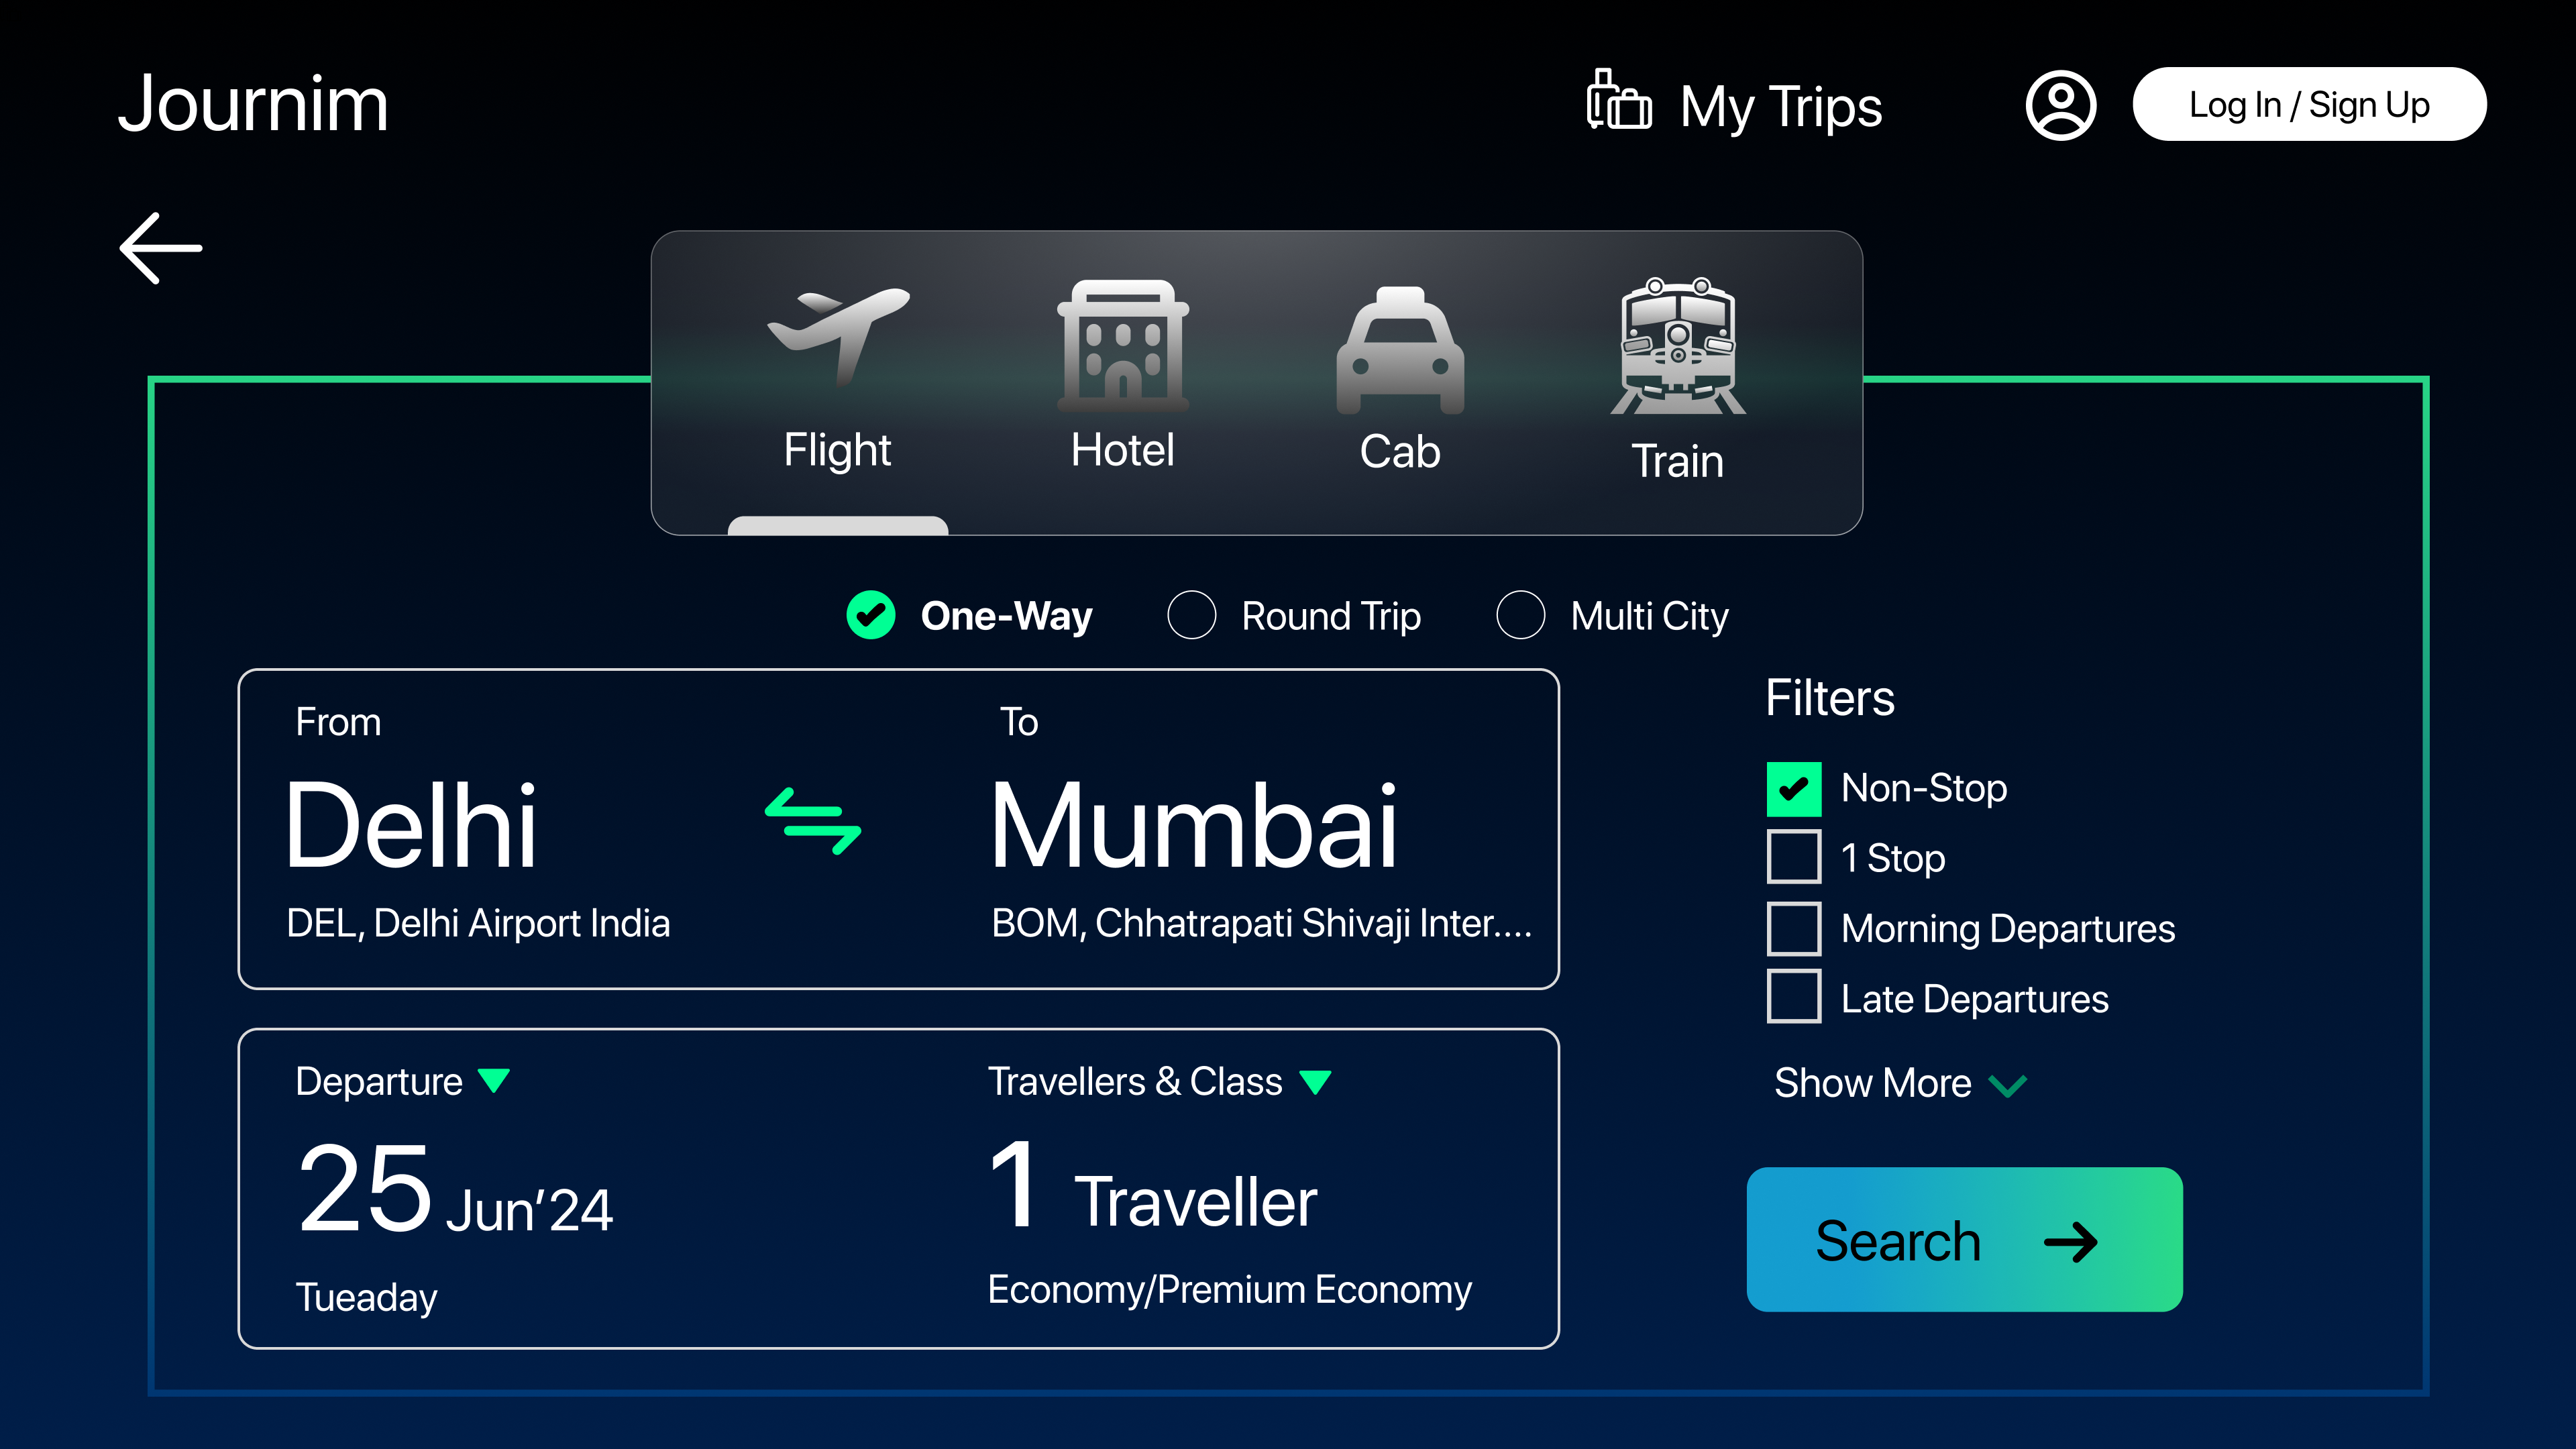 Journim
My Trips
Log In / Sign Up
Flight
Hotel
Cab
Train
One-Way
Round Trip
Multi City
From
To
Delhi
Mumbai
DEL, Delhi Airport India
BOM, Chhatrapati Shivaji Inter....
Filters
Non-Stop
1 Stop
Morning Departures
Late Departures
Show More
Departure
Travellers & Class
25 Jun’24
1 Traveller
Tueaday
Economy/Premium Economy
Search